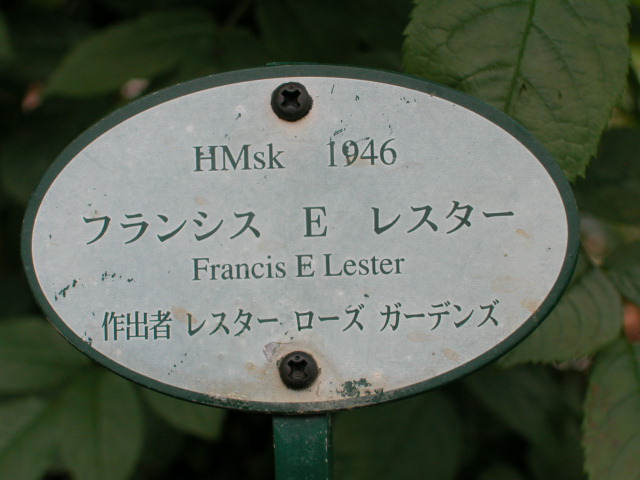 HMsk 1946
フランシス E レスター
Francis E Lester
作出者 レスター ローズ ガーデンズ